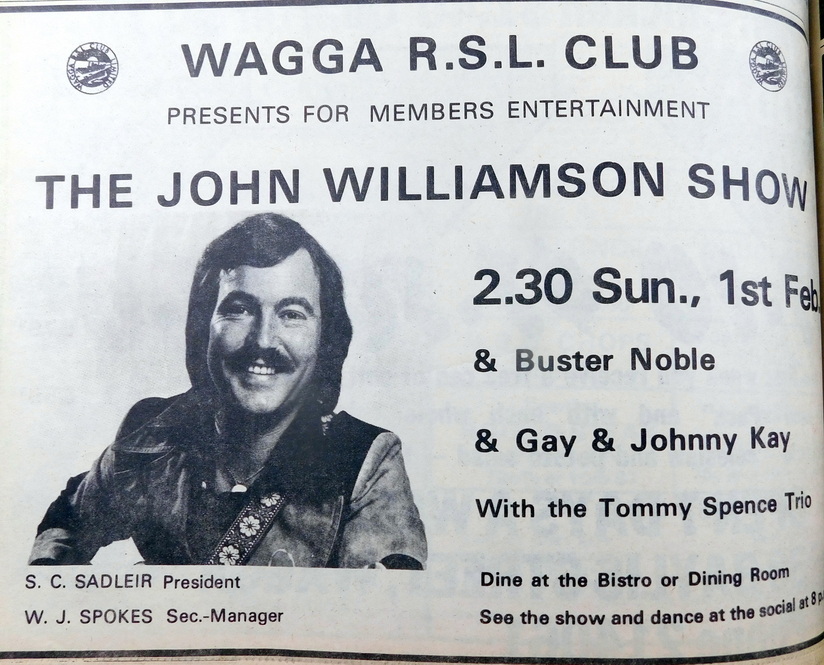 WAGGA R.S.L. CLUB
PRESENTS FOR MEMBERS ENTERTAINMENT
THE JOHN WILLIAMSON SHOW
2.30 Sun., 1st Feb.
& Buster Noble
& Gay & Johnny Kay
With the Tommy Spence Trio
S. C. SADLEIR President
W. J. SPOKES Sec.-Manager
Dine at the Bistro or Dining Room
See the show and dance at the social at 8 p